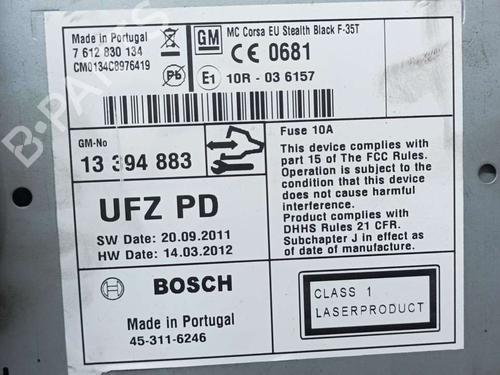 Made in Portugal
7 612 830 134
CM0134C8976419
Pb
GM
MC Corsa EU Stealth Black F-35T
CE 0681
E1 10R - 03 6157
GM-No
13 394 883
UFZ PD
SW Date: 20.09.2011
HW Date: 14.03.2012
BOSCH
Made in Portugal
45-311-6246
Fuse 10A
This device complies with
part 15 of The FCC Rules.
Operation is subject to the
condition that this device
does not cause harmful
interference.
Product complies with
DHHS Rules 21 CFR.
Subchapter J in effect as
of date of manufacture.
CLASS 1
LASERPRODUCT
B-PARTS